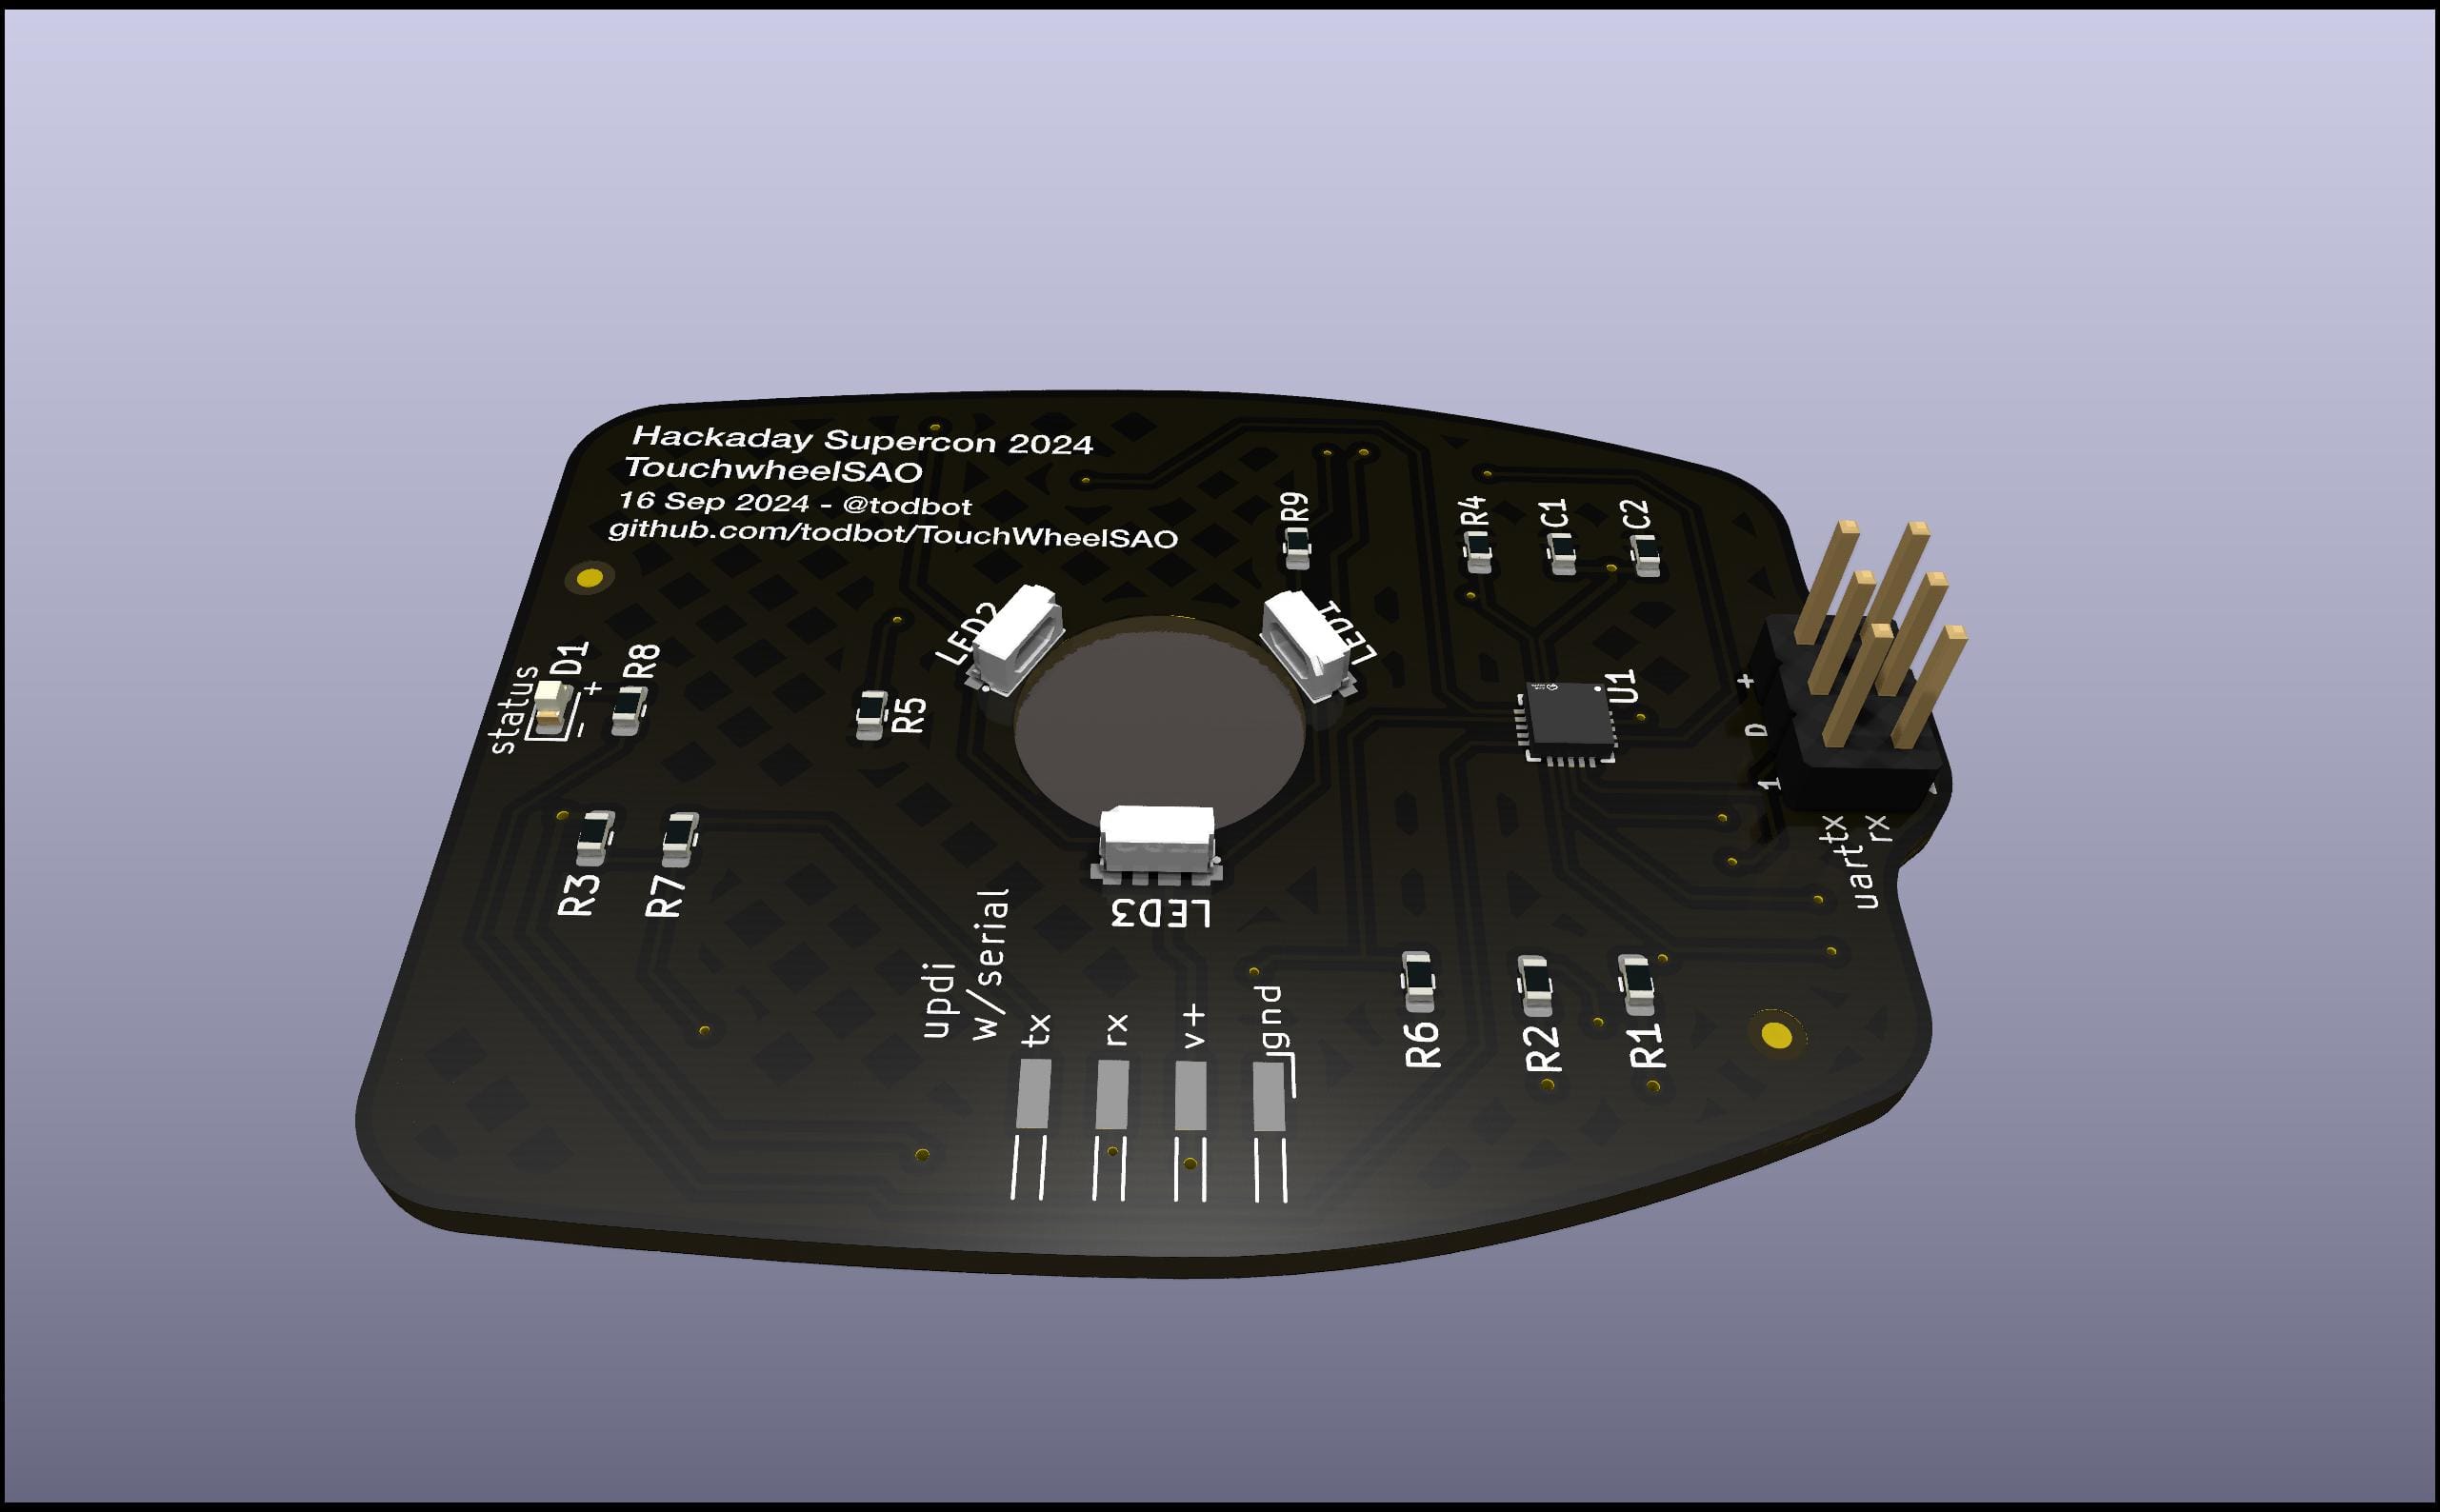 Hackaday Supercon 2024
TouchwheelSAO
16 Sep 2024 - @todbot
github.com/todbot/TouchWheelSAO
R9
R4
C1
C2
LED2
LED1
status
D1
+
-
R8
R5
U1
+
D
1
tx
rx
uart
R3
R7
LED3
updi
w/serial
tx
rx
v+
gnd
R6
R2
R1